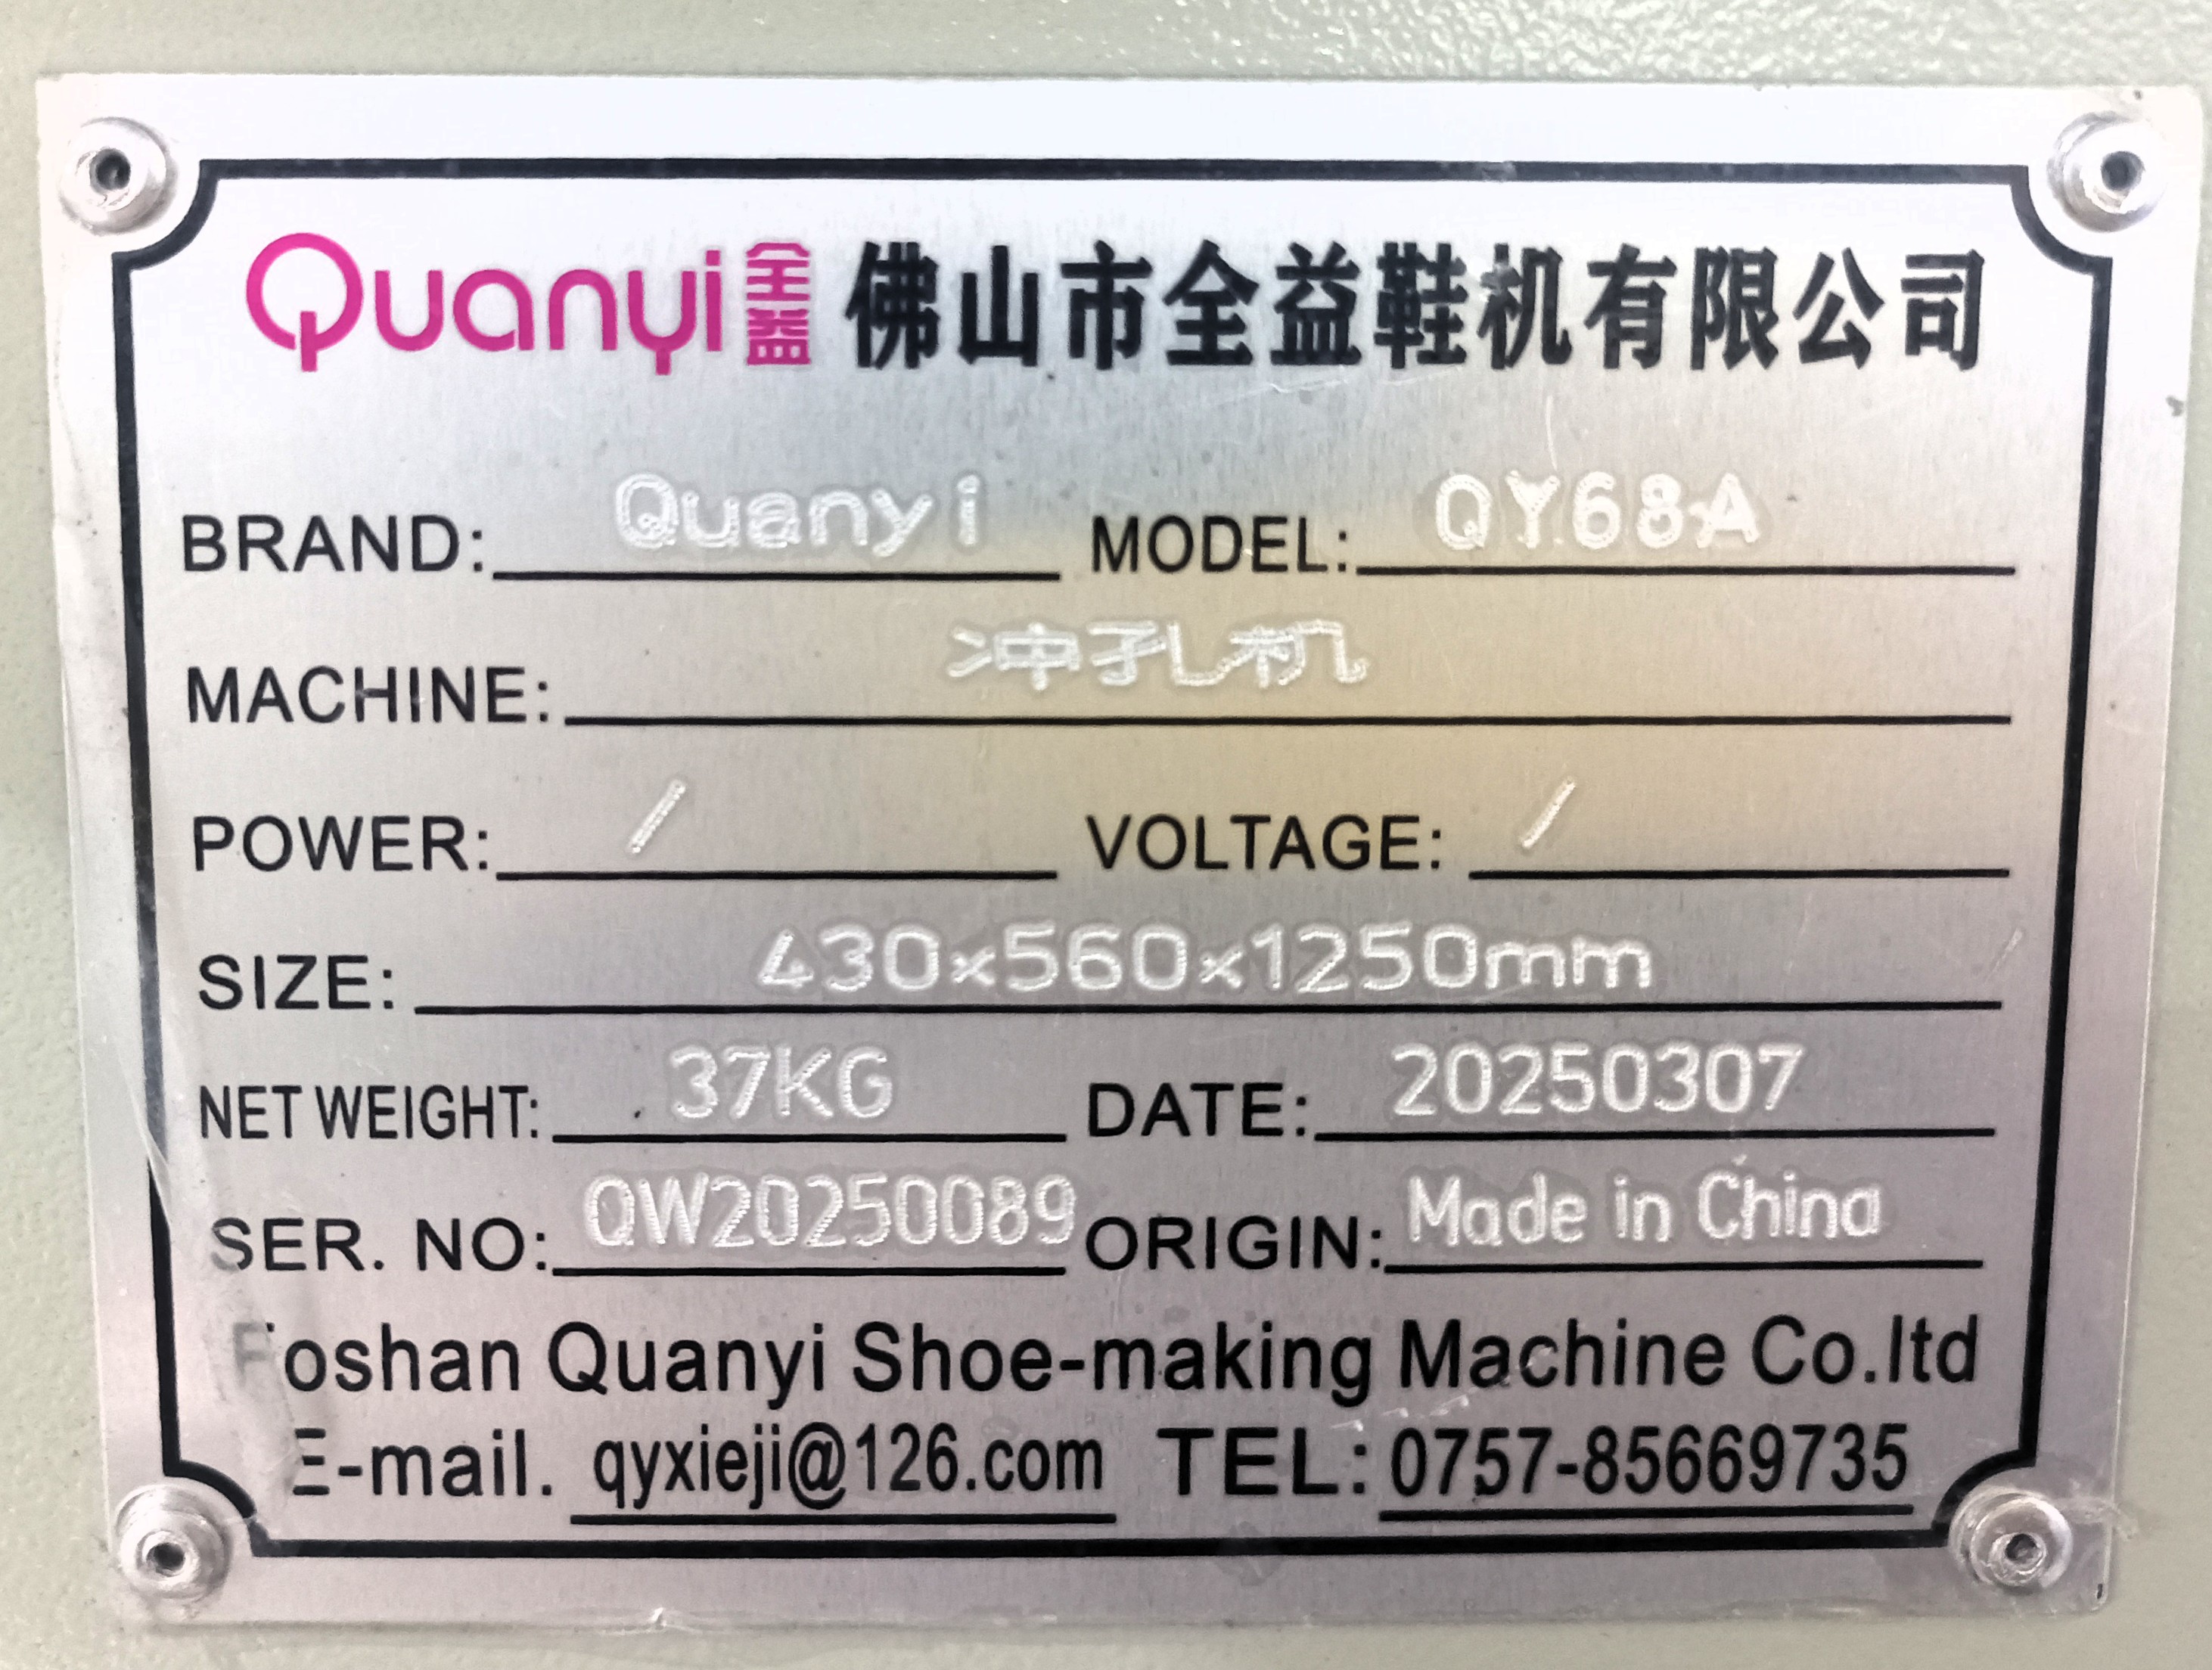 Quanyi 全益 佛山市全益鞋机有限公司
BRAND: Quanyi MODEL: QY68A
MACHINE: 冲孔机
POWER: / VOLTAGE: /
SIZE: 430×560×1250mm
NET WEIGHT: 37KG DATE: 20250307
SER. NO: QW20250089 ORIGIN: Made in China
Foshan Quanyi Shoe-making Machine Co.ltd
E-mail. qyxieji@126.com TEL: 0757-85669735